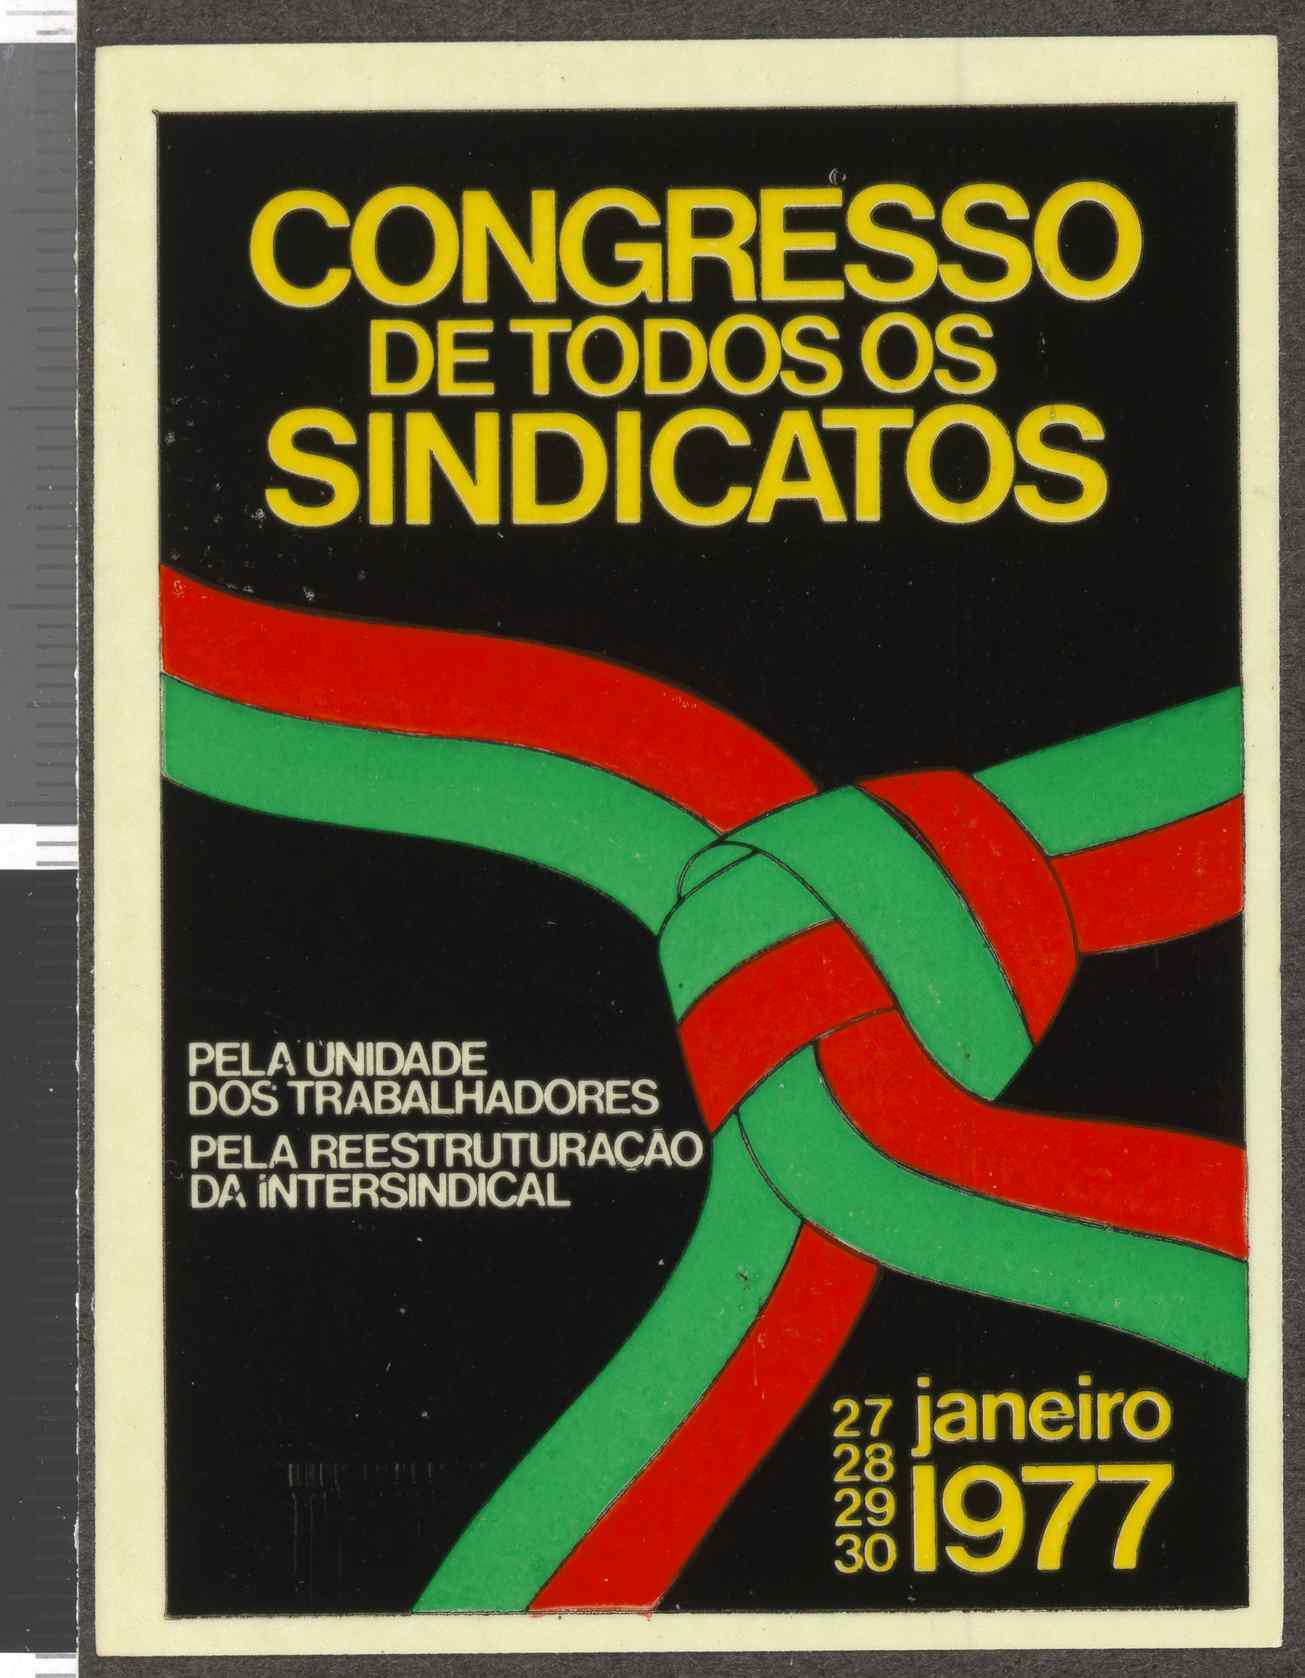 CONGRESSO
DE TODOS OS
SINDICATOS
PELA UNIDADE
DOS TRABALHADORES
PELA REESTRUTURAÇÃO
DA INTERSINDICAL
27
28
29
30
janeiro
1977